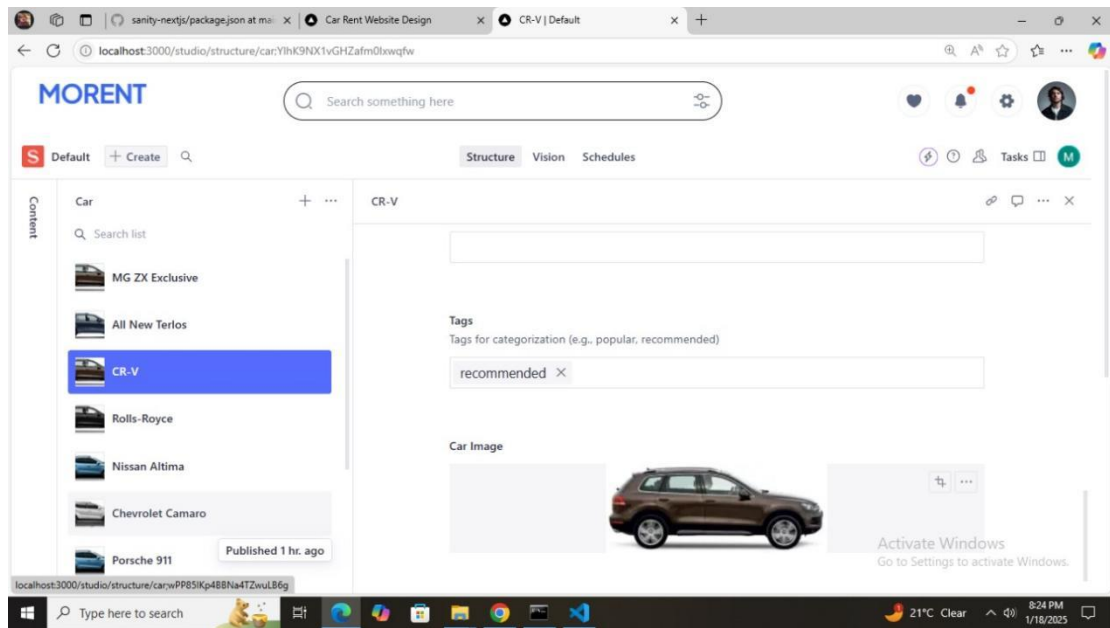 sanity-nextjs/package.json at mai
Car Rent Website Design
CR-V | Default
localhost:3000/studio/structure/car;YIhK9NX1vGHZafm0lxwqfw
MORENT
Search something here
S Default + Create
Structure Vision Schedules
Tasks M
Content
Car
CR-V
Search list
MG ZX Exclusive
All New Terlos
CR-V
Rolls-Royce
Nissan Altima
Chevrolet Camaro
Porsche 911
Published 1 hr. ago
Tags
Tags for categorization (e.g., popular, recommended)
recommended
Car Image
Activate Windows
Go to Settings to activate Windows.
localhost:3000/studio/structure/car;wPP85IKp4BBNa4TZwuLB6g
Type here to search
21°C Clear
8:24 PM
1/18/2025